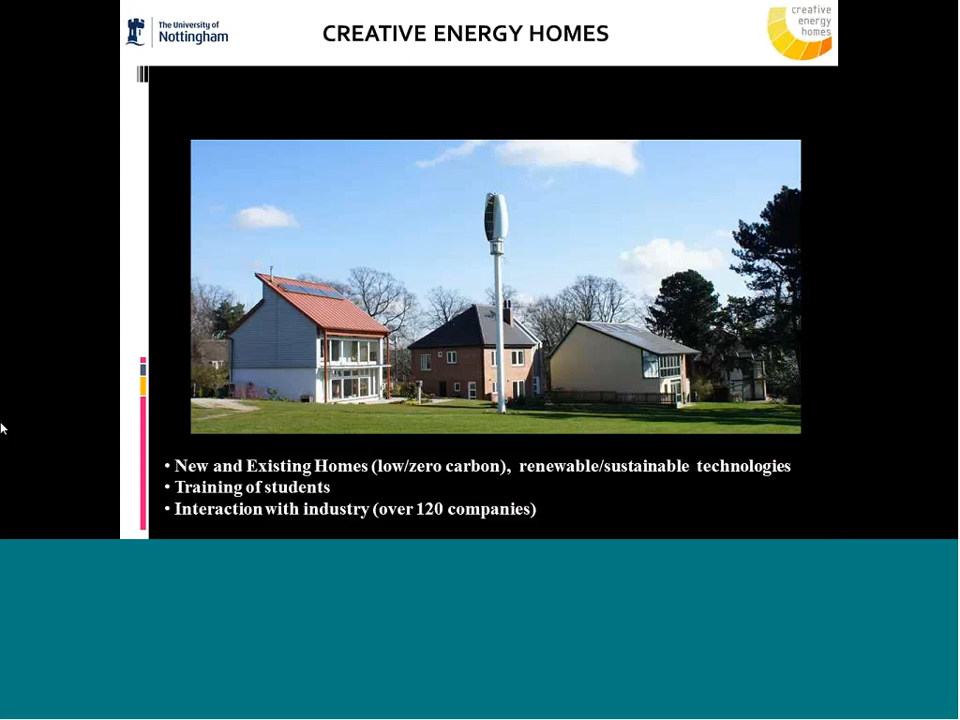 The University of
Nottingham
CREATIVE ENERGY HOMES
creative
energy
homes
• New and Existing Homes (low/zero carbon), renewable/sustainable technologies
• Training of students
• Interaction with industry (over 120 companies)